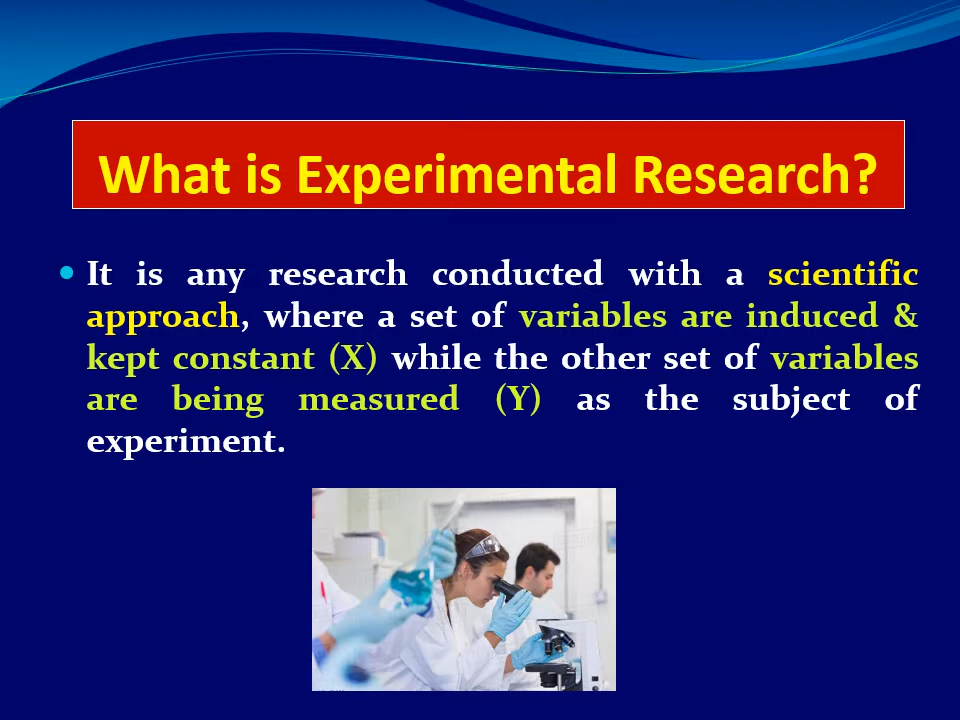 What is Experimental Research?
It is any research conducted with a scientific
approach, where a set of variables are induced &
kept constant (X) while the other set of variables
are being measured (Y) as the subject of
experiment.